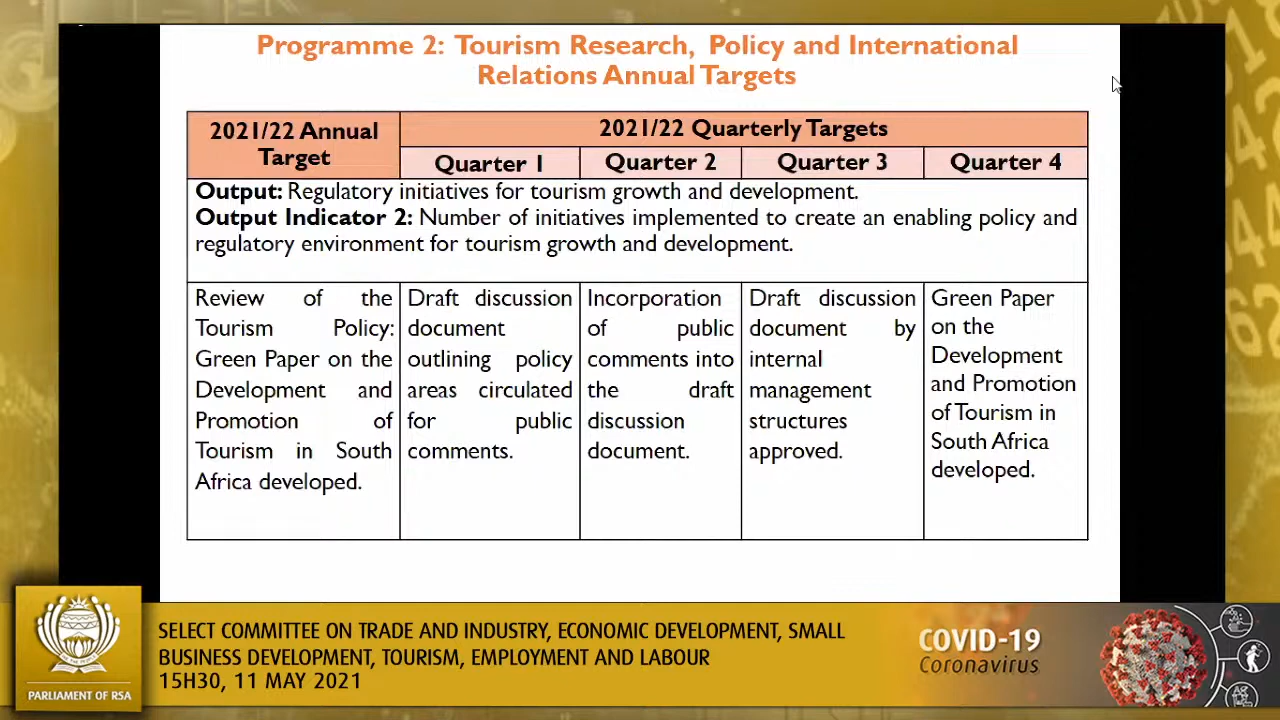 Programme 2: Tourism Research, Policy and International
Relations Annual Targets
2021/22 Annual
Target
2021/22 Quarterly Targets
Quarter 1
Quarter 2
Quarter 3
Quarter 4
Output: Regulatory initiatives for tourism growth and development.
Output Indicator 2: Number of initiatives implemented to create an enabling policy and
regulatory environment for tourism growth and development.
Review of the
Tourism Policy:
Green Paper on the
Development and
Promotion of
Tourism in South
Africa developed.
Draft discussion
document
outlining policy
areas circulated
for public
comments.
Incorporation
of public
comments into
the draft
discussion
document.
Draft discussion
document by
internal
management
structures
approved.
Green Paper
on the
Development
and Promotion
of Tourism in
South Africa
developed.
SELECT COMMITTEE ON TRADE AND INDUSTRY, ECONOMIC DEVELOPMENT, SMALL
BUSINESS DEVELOPMENT, TOURISM, EMPLOYMENT AND LABOUR
15H30, 11 MAY 2021
PARLIAMENT OF RSA
COVID-19
Coronavirus